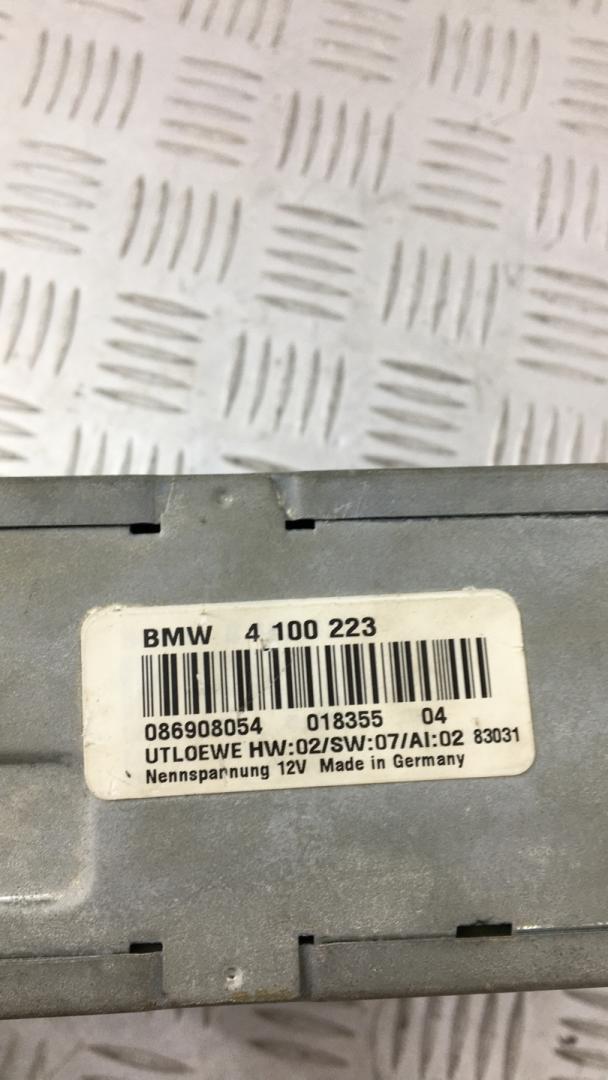 BMW 4 100 223
086908054 018355 04
UTLOEWE HW:02/SW:07/AI:02 83031
Nennspannung 12V Made in Germany